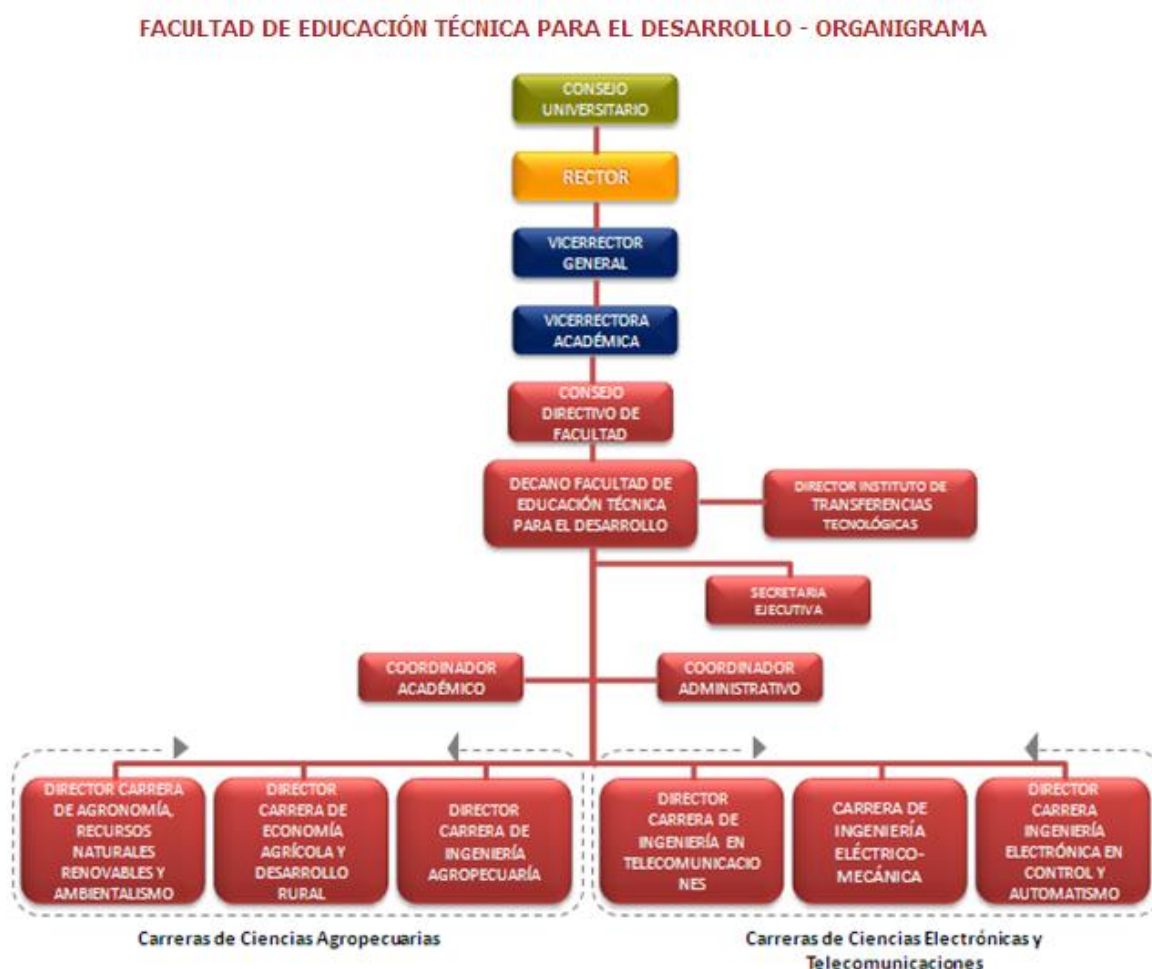 FACULTAD DE EDUCACIÓN TÉCNICA PARA EL DESARROLLO - ORGANIGRAMA
CONSEJO
UNIVERSITARIO
RECTOR
VICERRECTOR
GENERAL
VICERRECTORA
ACADÉMICA
CONSEJO
DIRECTIVO DE
FACULTAD
DECANO FACULTAD DE
EDUCACIÓN TÉCNICA
PARA EL DESARROLLO
DIRECTOR INSTITUTO DE
TRANSFERENCIAS
TECNOLÓGICAS
SECRETARIA
EJECUTIVA
COORDINADOR
ACADÉMICO
COORDINADOR
ADMINISTRATIVO
DIRECTOR CARRERA
DE AGRONOMÍA,
RECURSOS
NATURALES
RENOVABLES Y
AMBIENTALISMO
DIRECTOR
CARRERA DE
ECONOMÍA
AGRÍCOLA Y
DESARROLLO
RURAL
DIRECTOR
CARRERA DE
INGENIERÍA
AGROPECUARÍA
DIRECTOR
CARRERA DE
INGENIERÍA EN
TELECOMUNICACIO
NES
CARRERA DE
INGENIERÍA
ELÉCTRICO-
MECÁNICA
DIRECTOR
CARRERA
INGENIERÍA
ELECTRÓNICA EN
CONTROL Y
AUTOMATISMO
Carreras de Ciencias Agropecuarias
Carreras de Ciencias Electrónicas y
Telecomunicaciones